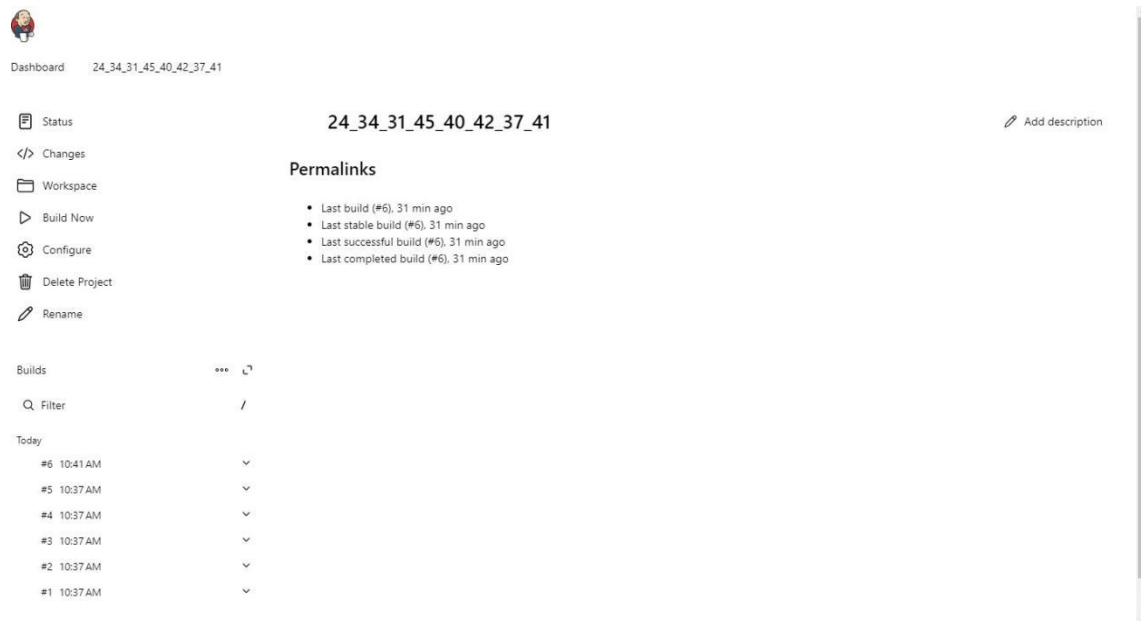 Dashboard 24_34_31_45_40_42_37_41
Status
Changes
Workspace
Build Now
Configure
Delete Project
Rename
Builds
Filter /
Today
#6 10:41 AM
#5 10:37 AM
#4 10:37 AM
#3 10:37 AM
#2 10:37 AM
#1 10:37 AM
24_34_31_45_40_42_37_41
Add description
Permalinks
Last build (#6), 31 min ago
Last stable build (#6), 31 min ago
Last successful build (#6), 31 min ago
Last completed build (#6), 31 min ago